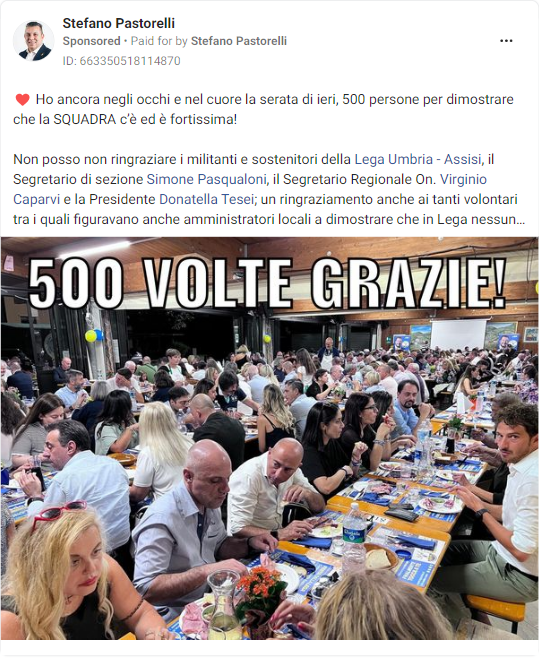 Stefano Pastorelli
Sponsored • Paid for by Stefano Pastorelli
ID: 663350518114870
❤️ Ho ancora negli occhi e nel cuore la serata di ieri, 500 persone per dimostrare
che la SQUADRA c'è ed è fortissima!
Non posso non ringraziare i militanti e sostenitori della Lega Umbria - Assisi, il
Segretario di sezione Simone Pasqualoni, il Segretario Regionale On. Virginio
Caparvi e la Presidente Donatella Tesei; un ringraziamento anche ai tanti volontari
tra i quali figuravano anche amministratori locali a dimostrare che in Lega nessun...
500 VOLTE GRAZIE!